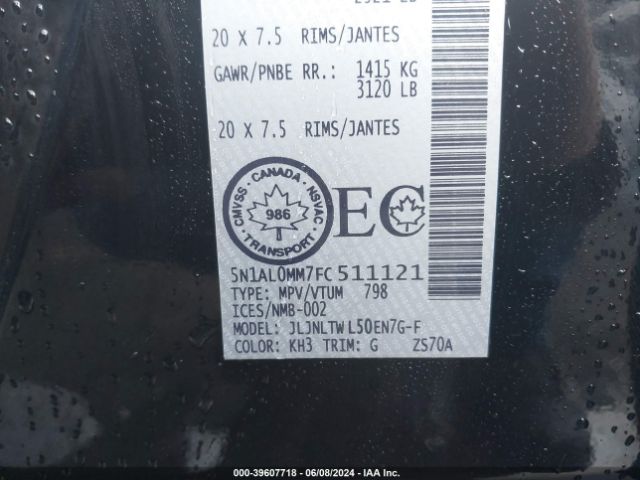 20 X 7.5 RIMS/JANTES
GAWR/PNBE RR.: 1415 KG
3120 LB
20 X 7.5 RIMS/JANTES
CMVSS · CANADA · NSVAC
986
TRANSPORT
EC
5N1AL0MM7FC511121
TYPE: MPV/VTUM 798
ICES/NMB-002
MODEL: JLJNLTWL50EN7G-F
COLOR: KH3 TRIM: G ZS70A
000-39607718 - 06/08/2024 - IAA Inc.